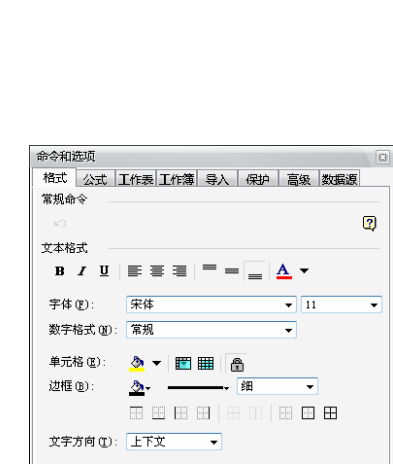 命令和选项
格式 公式 工作表 工作簿 导入 保护 高级 数据源
常规命令
文本格式
B I U A
字体(F): 宋体 11
数字格式(N): 常规
单元格(E):
边框(B): 细
文字方向(T): 上下文